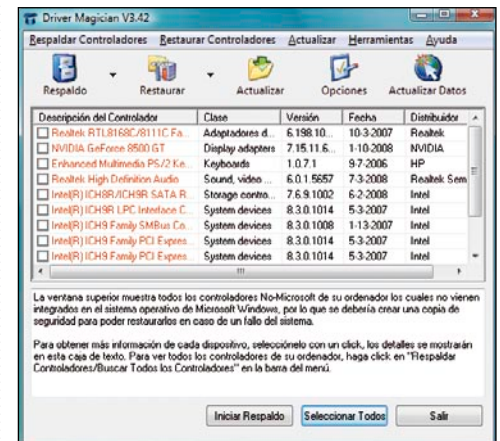 Driver Magician V3.42
Respaldar Controladores Restaurar Controladores Actualizar Herramientas Ayuda
Respaldo Restaurar Actualizar Opciones Actualizar Datos
Descripción del Controlador Clase Versión Fecha Distribuidor
Realtek RTL8168C/8111C Fa... Adaptadores d... 6.198.10... 10-3-2007 Realtek
NVIDIA GeForce 8500 GT Display adapters 7.15.11.6... 1-10-2008 NVIDIA
Enhanced Multimedia PS/2 Ke... Keyboards 1.0.7.1 9-7-2006 HP
Realtek High Definition Audio Sound, video ... 6.0.1.5657 7-3-2008 Realtek Sem
Intel(R) ICH8R/ICH9R SATA R... Storage contro... 7.6.9.1002 6-2-2008 Intel
Intel(R) ICH9R LPC Interface C... System devices 8.3.0.1014 5-3-2007 Intel
Intel(R) ICH9 Family SMBus Co... System devices 8.3.0.1008 1-13-2007 Intel
Intel(R) ICH9 Family PCI Expres... System devices 8.3.0.1014 5-3-2007 Intel
Intel(R) ICH9 Family PCI Expres... System devices 8.3.0.1014 5-3-2007 Intel
La ventana superior muestra todos los controladores No-Microsoft de su ordenador los cuales no vienen
integrados en el sistema operativo de Microsoft Windows, por lo que se debería crear una copia de
seguridad para poder restaurarlos en caso de un fallo del sistema.
Para obtener más información de cada dispositivo, selecciónelo con un click, los detalles se mostrarán
en esta caja de texto. Para ver todos los controladores de su ordenador, haga click en "Respaldar
Controladores/Buscar Todos los Controladores" en la barra del menú.
Iniciar Respaldo Seleccionar Todos Salir